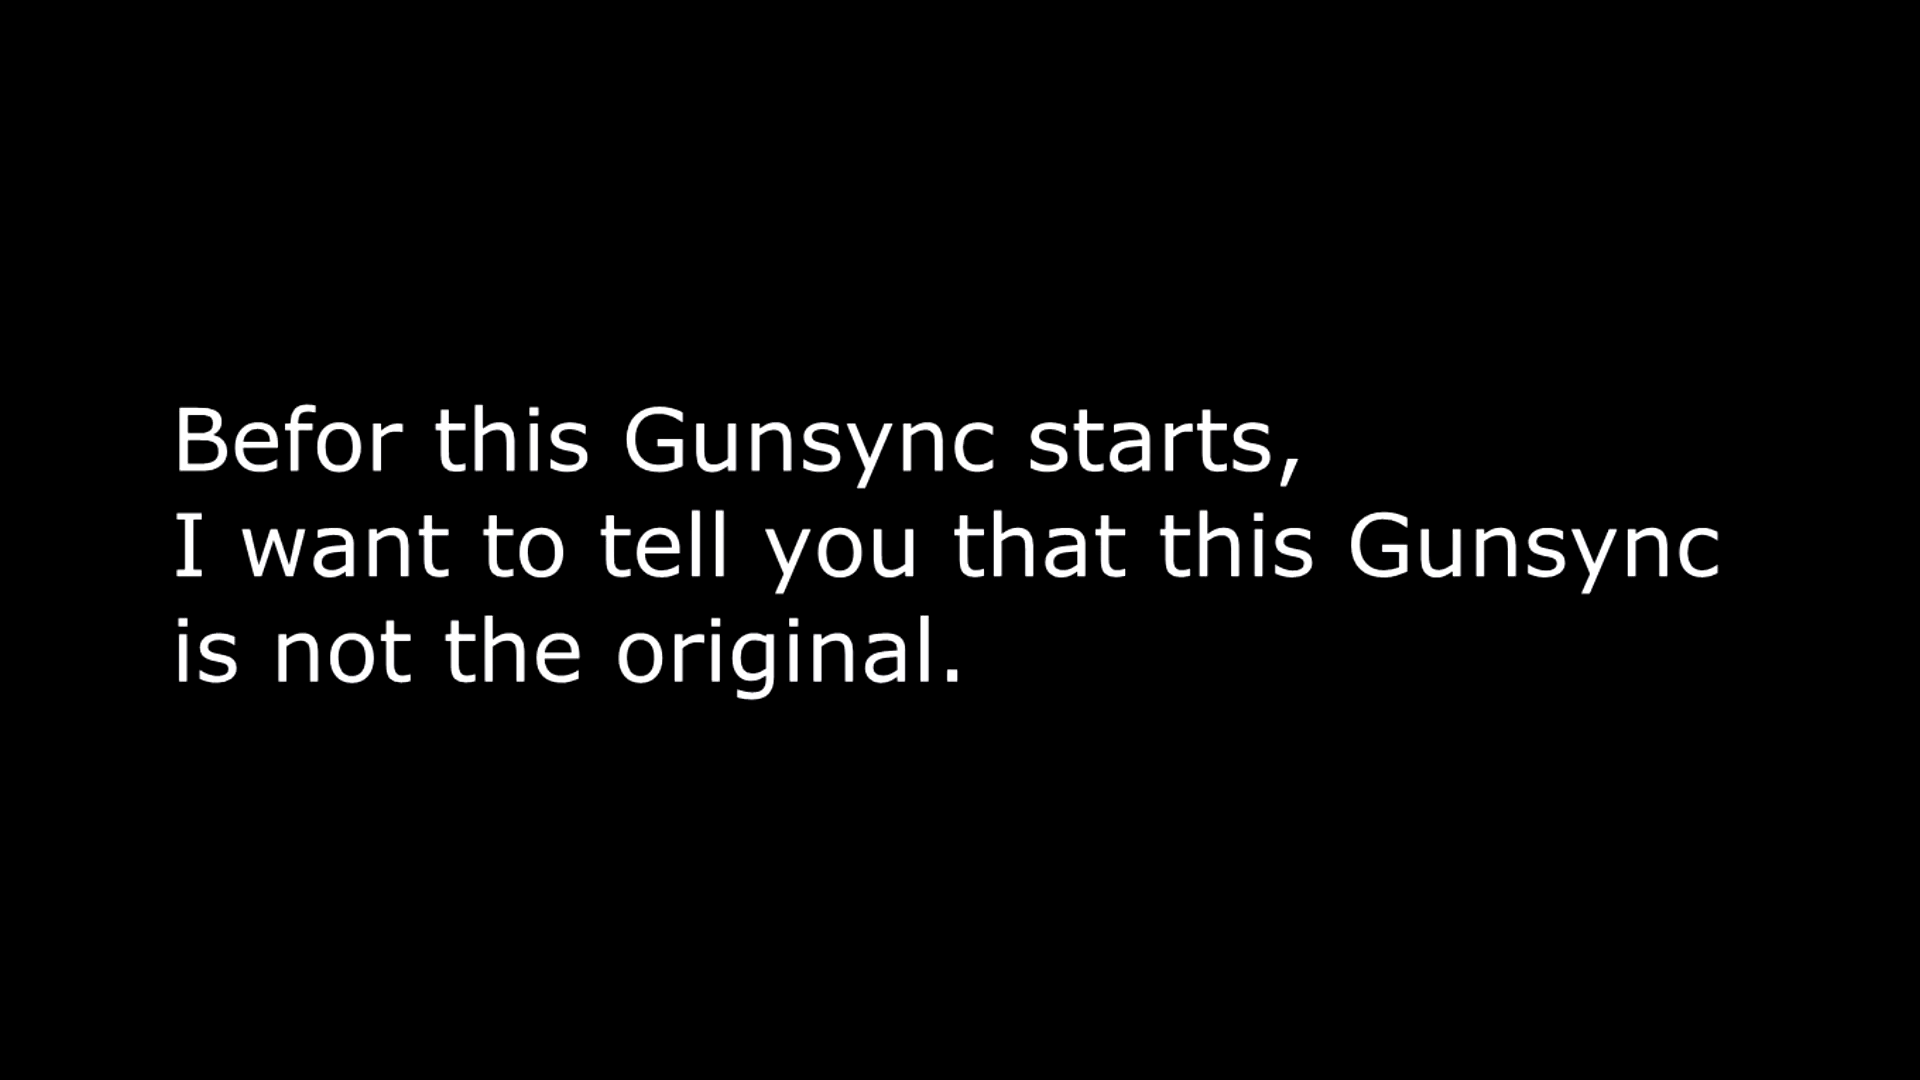 Befor this Gunsync starts,
I want to tell you that this Gunsync
is not the original.